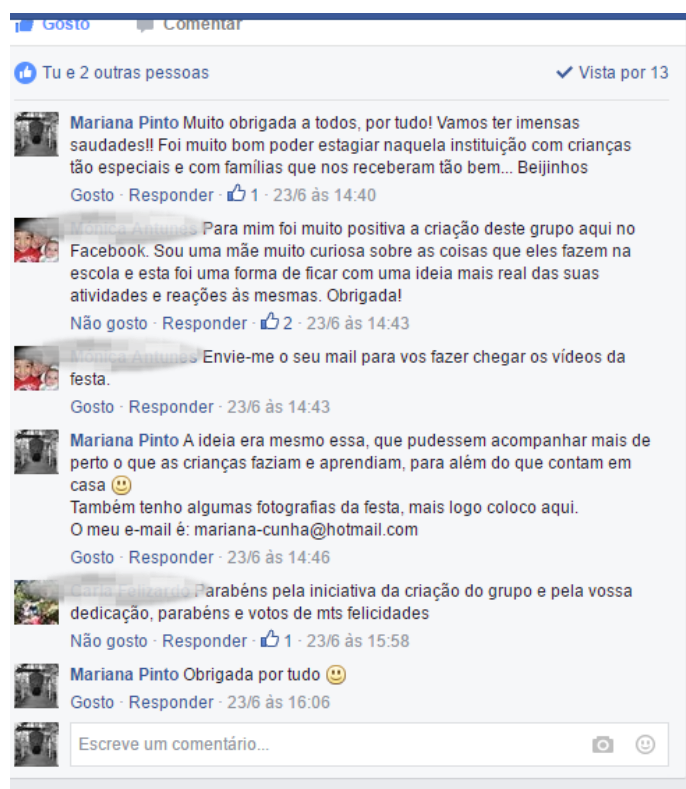 Gosto Comentar
Tu e 2 outras pessoas Vista por 13
Mariana Pinto Muito obrigada a todos, por tudo! Vamos ter imensas
saudades!! Foi muito bom poder estagiar naquela instituição com crianças
tão especiais e com famílias que nos receberam tão bem... Beijinhos
Gosto · Responder · 1 · 23/6 às 14:40
Para mim foi muito positiva a criação deste grupo aqui no
Facebook. Sou uma mãe muito curiosa sobre as coisas que eles fazem na
escola e esta foi uma forma de ficar com uma ideia mais real das suas
atividades e reações às mesmas. Obrigada!
Não gosto · Responder · 2 · 23/6 às 14:43
Envie-me o seu mail para vos fazer chegar os vídeos da
festa.
Gosto · Responder · 23/6 às 14:43
Mariana Pinto A ideia era mesmo essa, que pudessem acompanhar mais de
perto o que as crianças faziam e aprendiam, para além do que contam em
casa
Também tenho algumas fotografias da festa, mais logo coloco aqui.
O meu e-mail é: mariana-cunha@hotmail.com
Gosto · Responder · 23/6 às 14:46
Parabéns pela iniciativa da criação do grupo e pela vossa
dedicação, parabéns e votos de mts felicidades
Não gosto · Responder · 1 · 23/6 às 15:58
Mariana Pinto Obrigada por tudo
Gosto · Responder · 23/6 às 16:06
Escreve um comentário...